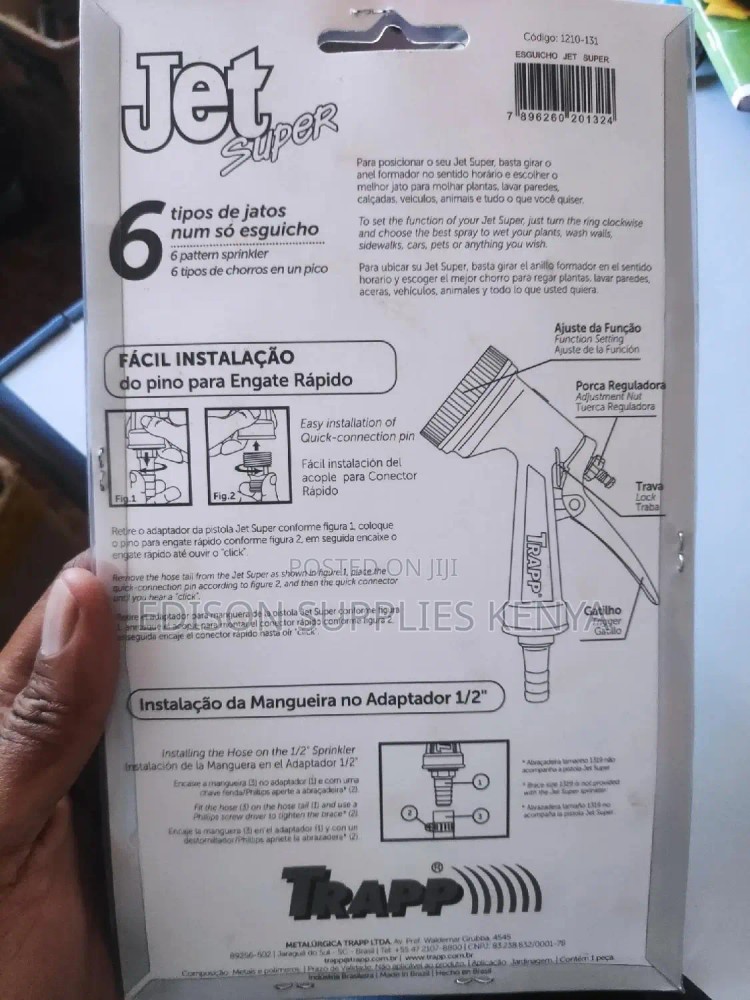 Jet
SUPER
Código: 1210-131
ESGUICHO JET SUPER
7 896260 201324
6 tipos de jatos
num só esguicho
6 pattern sprinkler
6 tipos de chorros en un pico
Para posicionar o seu Jet Super, basta girar o
anel formador no sentido horário e escolher o
melhor jato para molhar plantas, lavar paredes,
calçadas, veículos, animais e tudo o que você quiser.
To set the function of your Jet Super, just turn the ring clockwise
and choose the best spray to wet your plants, wash walls,
sidewalks, cars, pets or anything you wish.
Para ubicar su Jet Super, basta girar el anillo formador en el sentido
horario y escoger el mejor chorro para regar plantas, lavar paredes,
aceras, vehículos, animales y todo lo que usted quiera.
FÁCIL INSTALAÇÃO
do pino para Engate Rápido
Fig.1
Fig.2
Easy installation of
Quick-connection pin
Fácil instalación del
acople para Conector
Rápido
Ajuste da Função
Function Setting
Ajuste de la Función
Porca Reguladora
Adjustment Nut
Tuerca Reguladora
Trava
Lock
Traba
TRAPP
Gatilho
Trigger
Gatillo
Retire o adaptador da pistola Jet Super conforme figura 1, coloque
o pino para engate rápido conforme figura 2, em seguida encaixe o
engate rápido até ouvir o "click".
Remove the hose tail from the Jet Super as shown in figure 1, place the
quick-connection pin according to figure 2, and then the quick connector
until you hear a "click".
Retire el adaptador para manguera de la pistola Jet Super conforme figura
1, enrosque el acople para montar el conector rápido conforme figura 2,
enseguida encaje el conector rápido hasta oír "click".
POSTED ON JIJI
EDISON SUPPLIES KENYA
Instalação da Mangueira no Adaptador 1/2"
Installing the Hose on the 1/2" Sprinkler
Instalación de la Manguera en el Adaptador 1/2"
Encaixe a mangueira (3) no adaptador (1) e com uma
chave fenda/Phillips aperte a abraçadeira* (2).
Fit the hose (3) on the hose tail (1) and use a
Phillips screw driver to tighten the brace* (2).
Encaje la manguera (3) en el adaptador (1) y con un
destornillador/Phillips apriete la abrazadera* (2).
1
2
3
* Abraçadeira tamanho 1319 não
acompanha a pistola Jet Super.
* Brace size 1319 is not provided
with the Jet Super sprinkler.
* Abrazadera tamaño 1319 no
acompaña la pistola Jet Super.
TRAPP®
METALÚRGICA TRAPP LTDA. Av. Pref. Waldemar Grubba, 4545
89256-502 | Jaraguá do Sul - SC - Brasil | Tel: +55 47 2107-8800 | CNPJ: 83.238.832/0001-79
trapp@trapp.com.br | www.trapp.com.br
Composição: Metais e polímeros. | Prazo de Validade: Não aplicável ao produto. | Aplicação: Jardinagem. | Contém: 1 peça.
Indústria Brasileira | Made in Brazil | Hecho en Brasil